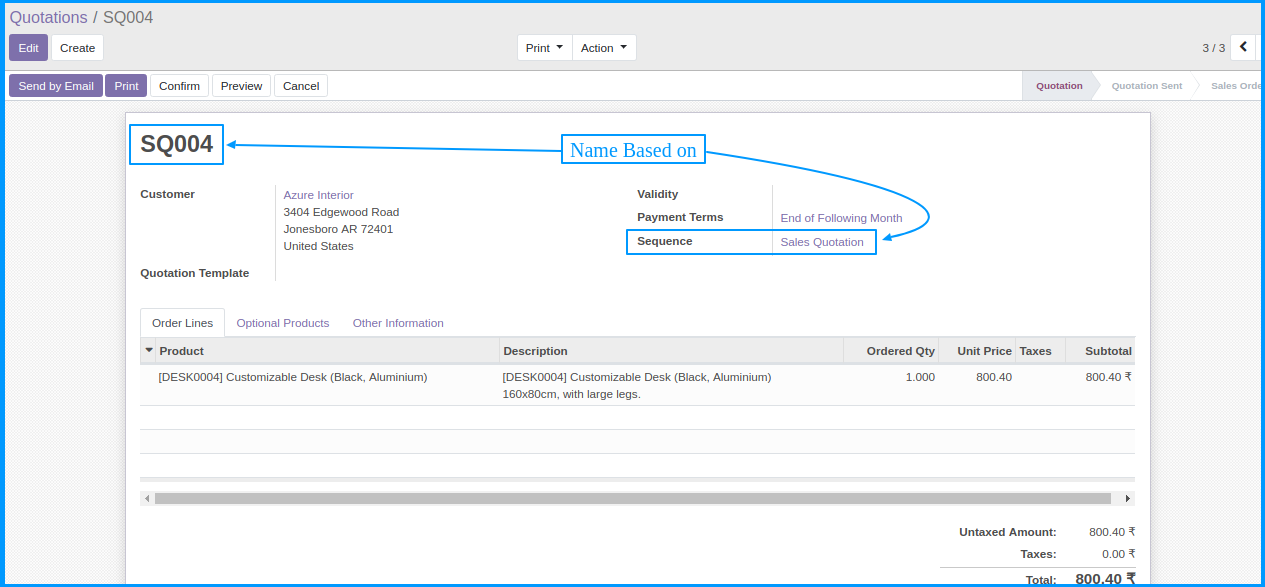 Quotations / SQ004
Edit Create Print Action 3 / 3
Send by Email Print Confirm Preview Cancel Quotation Quotation Sent Sales Orde
SQ004
Name Based on
Customer Azure Interior
3404 Edgewood Road
Jonesboro AR 72401
United States
Quotation Template
Validity
Payment Terms End of Following Month
Sequence Sales Quotation
Order Lines Optional Products Other Information
Product Description Ordered Qty Unit Price Taxes Subtotal
[DESK0004] Customizable Desk (Black, Aluminium) [DESK0004] Customizable Desk (Black, Aluminium) 1.000 800.40 800.40 ₹
160x80cm, with large legs.
Untaxed Amount: 800.40 ₹
Taxes: 0.00 ₹
Total: 800.40 ₹